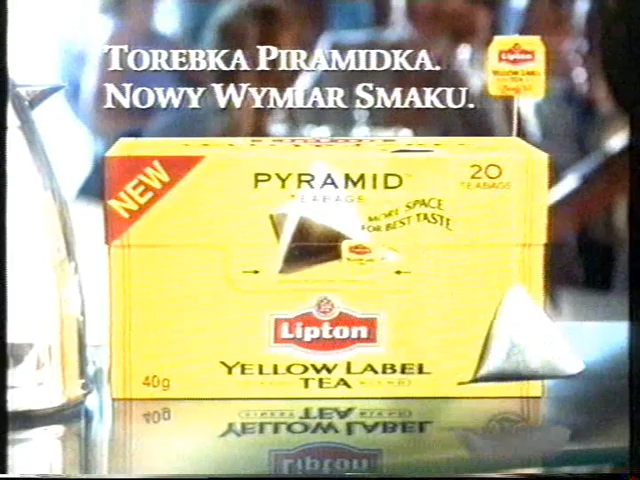 TOREBKA PIRAMIDKA.
NOWY WYMIAR SMAKU.
Lipton
YELLOW LABEL
TEA
NEW
PYRAMID
TEABAGS
20
TEABAGS
MORE SPACE
FOR BEST TASTE
Lipton
YELLOW LABEL
TEA
40g